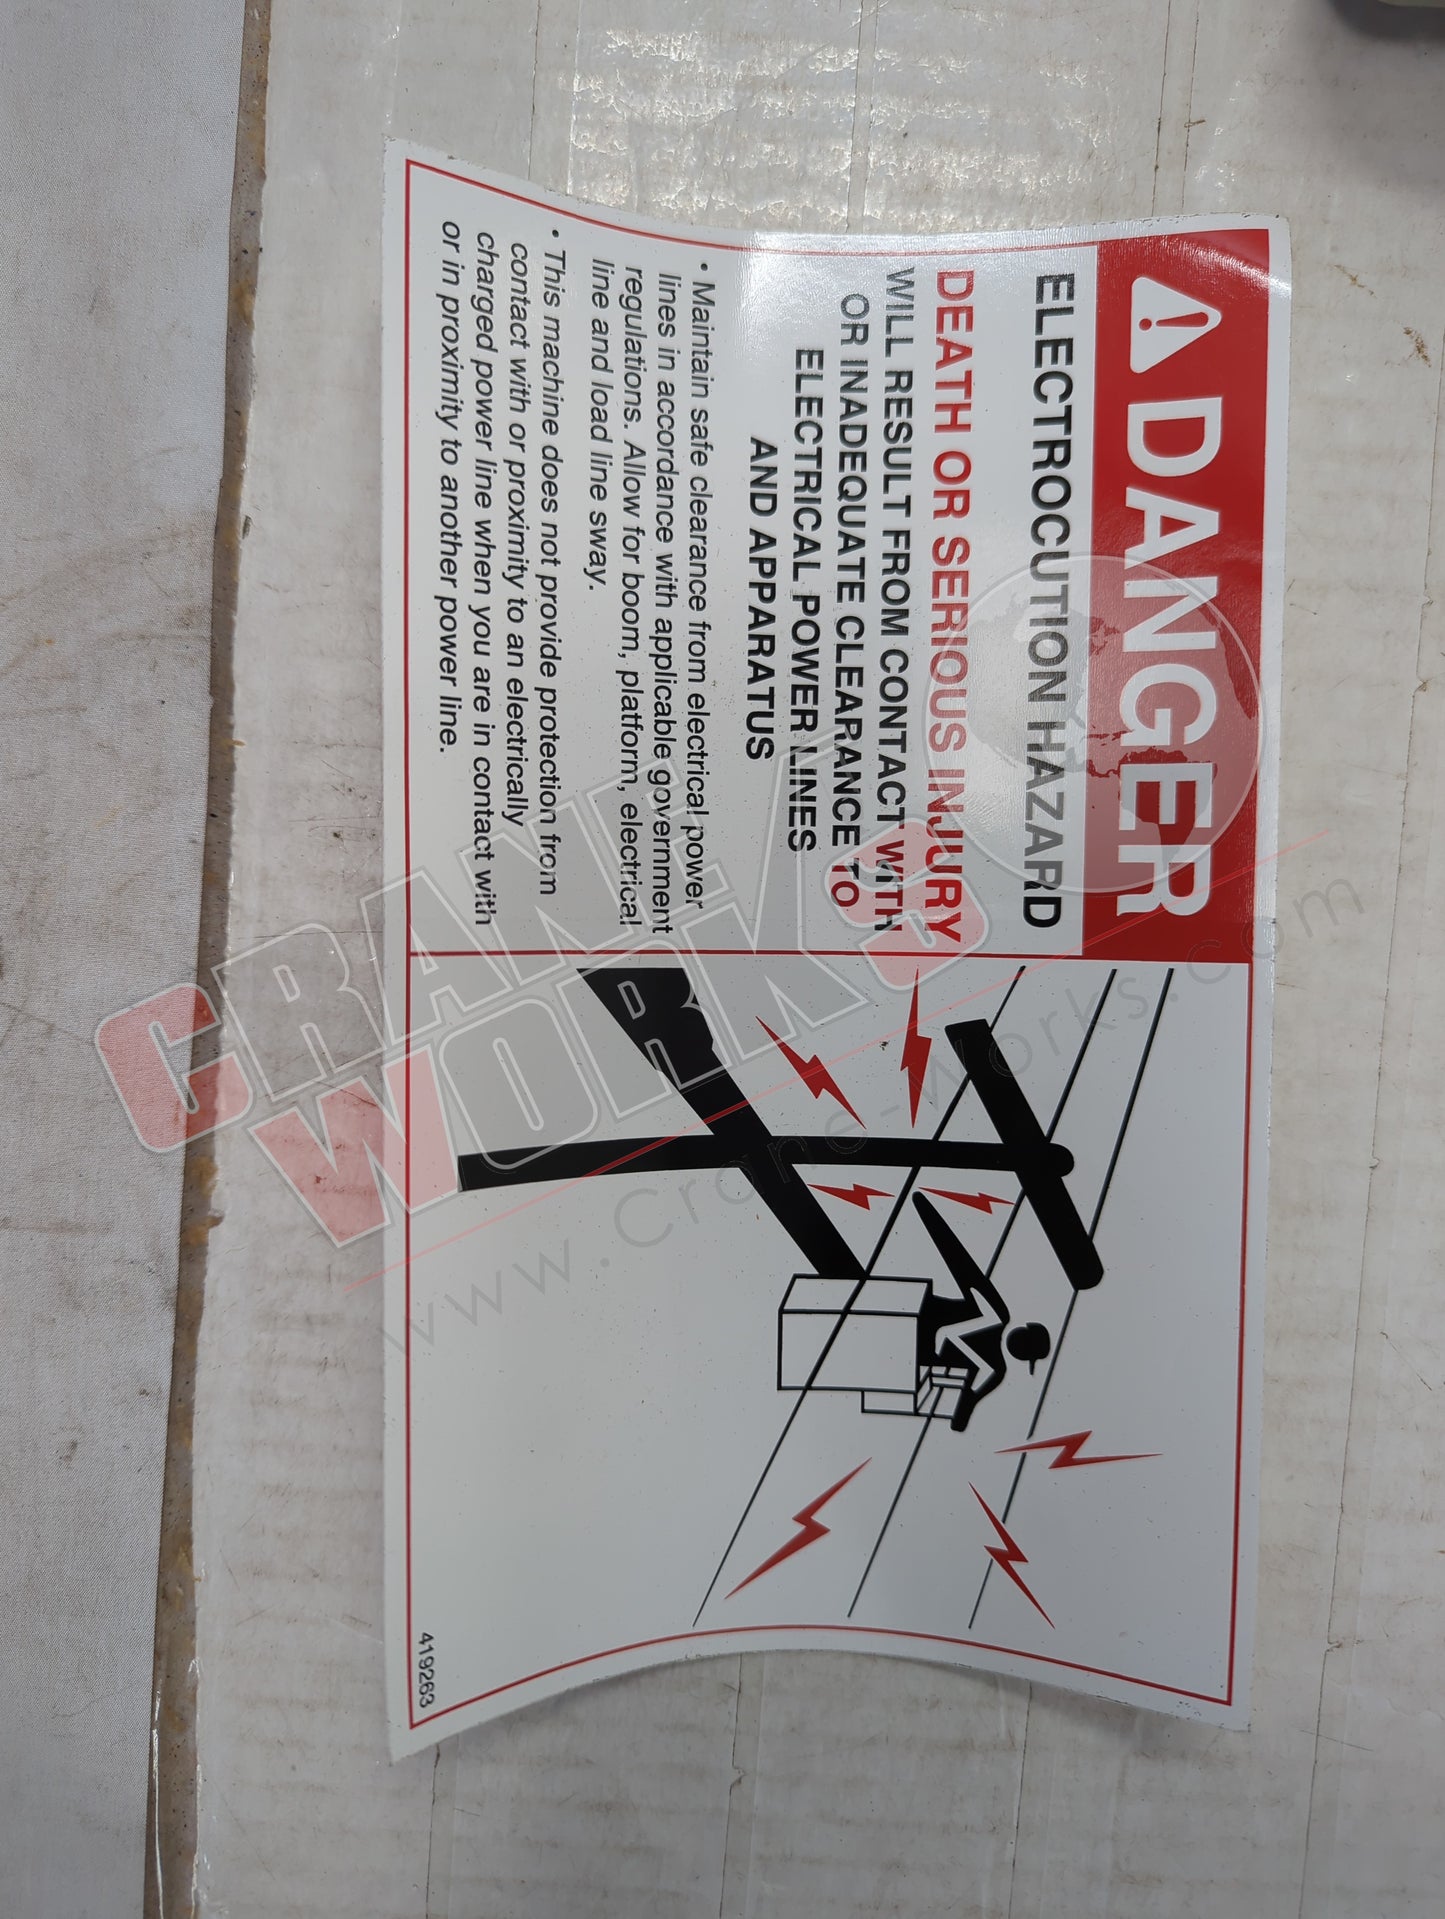 DANGER
ELECTROCUTION HAZARD
DEATH OR SERIOUS INJURY
WILL RESULT FROM CONTACT WITH
OR INADEQUATE CLEARANCE TO
ELECTRICAL POWER LINES
AND APPARATUS
• Maintain safe clearance from electrical power
lines in accordance with applicable government
regulations. Allow for boom, platform, electrical
line and load line sway.
• This machine does not provide protection from
contact with or proximity to an electrically
charged power line when you are in contact with
or in proximity to another power line.
419263
CRANE
WORKS
www.Crane-Works.com